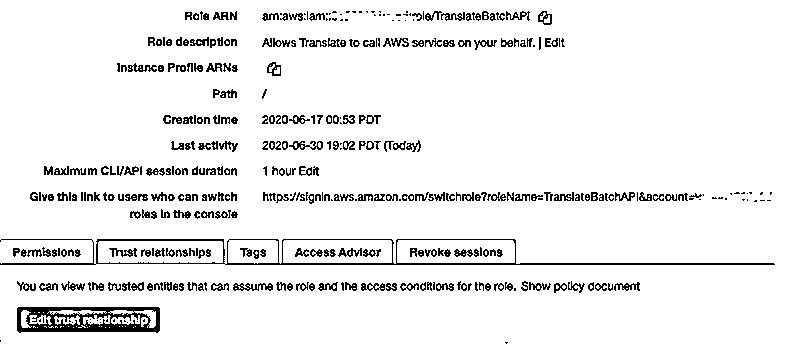 Role ARN arn:aws:iam:: role/TranslateBatchAPI
Role description Allows Translate to call AWS services on your behalf. | Edit
Instance Profile ARNs
Path /
Creation time 2020-06-17 00:53 PDT
Last activity 2020-06-30 19:02 PDT (Today)
Maximum CLI/API session duration 1 hour Edit
Give this link to users who can switch https://signin.aws.amazon.com/switchrole?roleName=TranslateBatchAPI&account=
roles in the console
Permissions Trust relationships Tags Access Advisor Revoke sessions
You can view the trusted entities that can assume the role and the access conditions for the role. Show policy document
Edit trust relationship